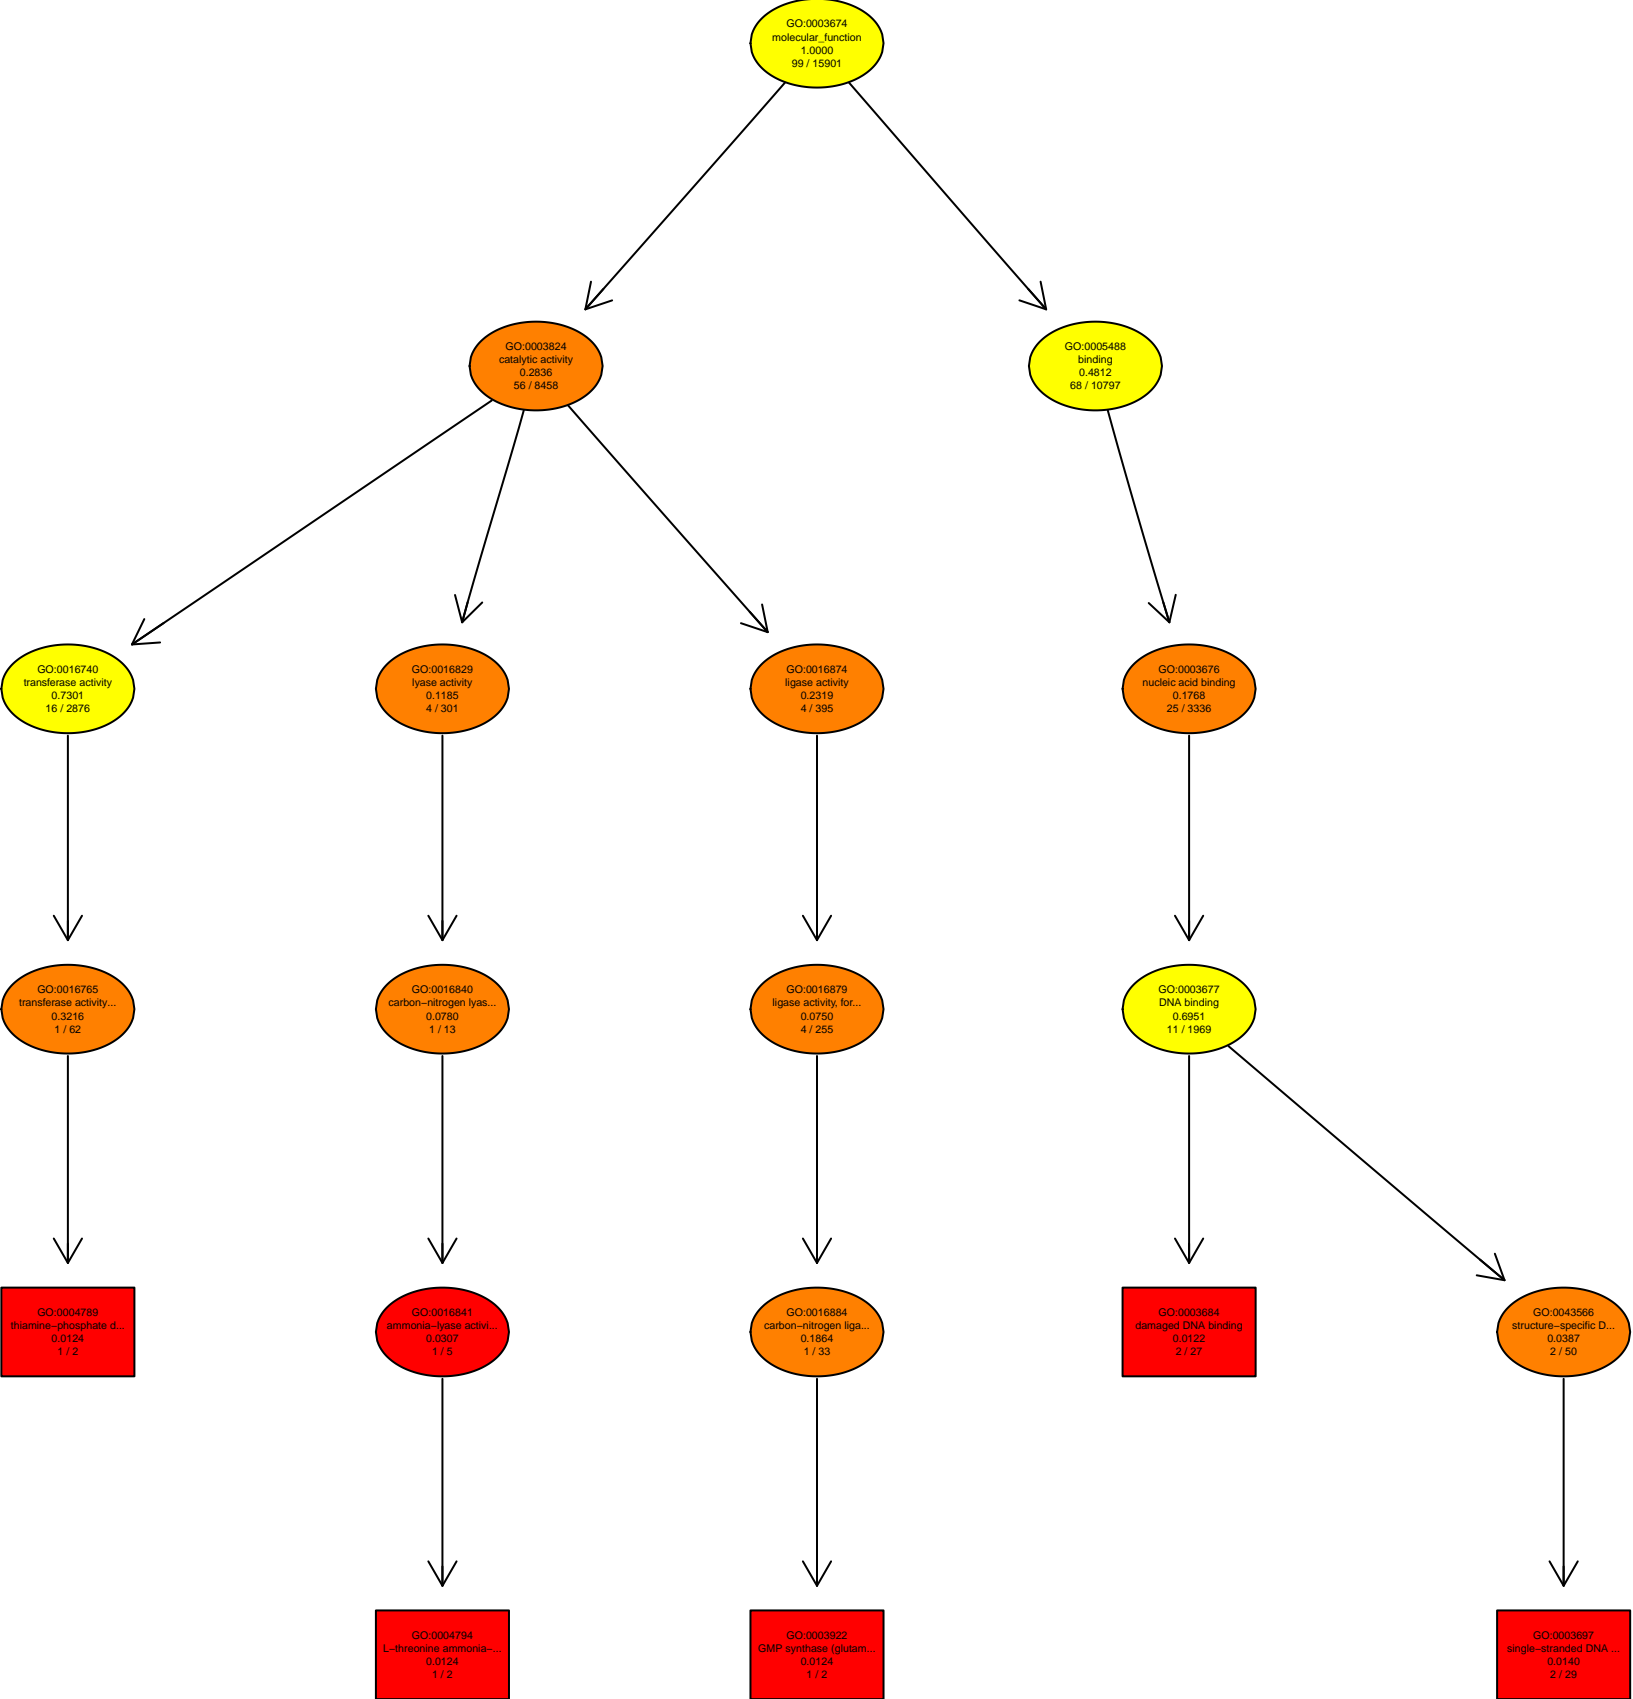 GO:0003674
molecular_function
1.0000
99 / 15901
GO:0003824
catalytic activity
0.2836
56 / 8458
GO:0005488
binding
0.4812
68 / 10797
GO:0016740
transferase activity
0.7301
16 / 2876
GO:0016829
lyase activity
0.1185
4 / 301
GO:0016874
ligase activity
0.2319
4 / 395
GO:0003676
nucleic acid binding
0.1768
25 / 3336
GO:0016765
transferase activity...
0.3216
1 / 62
GO:0016840
carbon−nitrogen lyas...
0.0780
1 / 13
GO:0016879
ligase activity, for...
0.0750
4 / 255
GO:0003677
DNA binding
0.6951
11 / 1969
GO:0004789
thiamine−phosphate d...
0.0124
1 / 2
GO:0016841
ammonia−lyase activi...
0.0307
1 / 5
GO:0016884
carbon−nitrogen liga...
0.1864
1 / 33
GO:0003684
damaged DNA binding
0.0122
2 / 27
GO:0043566
structure−specific D...
0.0387
2 / 50
GO:0004794
L−threonine ammonia−...
0.0124
1 / 2
GO:0003922
GMP synthase (glutam...
0.0124
1 / 2
GO:0003697
single−stranded DNA ...
0.0140
2 / 29